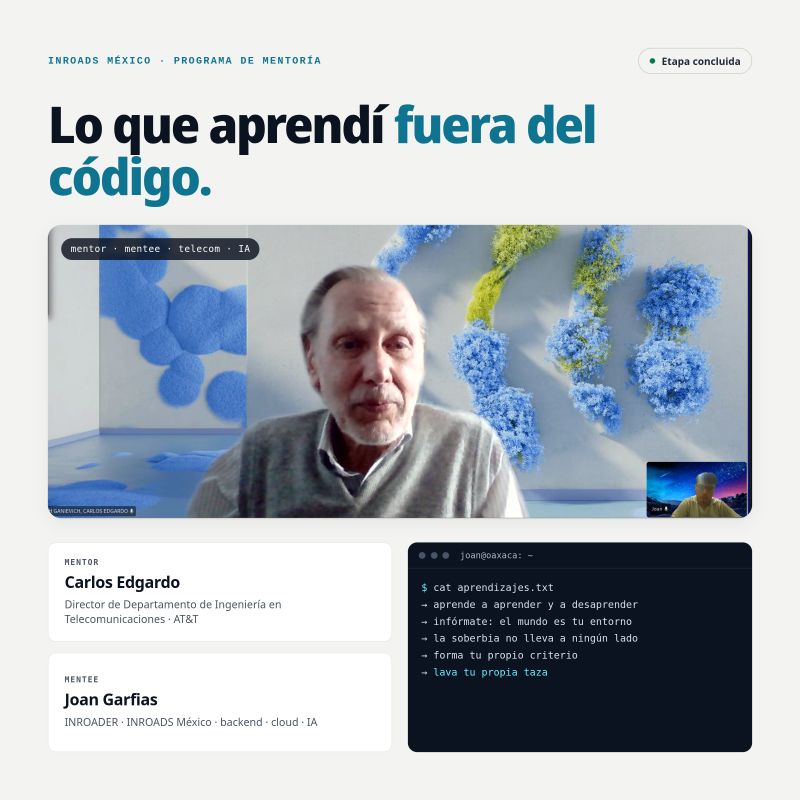 INROADS MÉXICO · PROGRAMA DE MENTORÍA
Etapa concluida
Lo que aprendí fuera del
código.
mentor · mentee · telecom · IA
GANIEVICH, CARLOS EDGARDO
Joan
MENTOR
Carlos Edgardo
Director de Departamento de Ingeniería en
Telecomunicaciones · AT&T
MENTEE
Joan Garfias
INROADER · INROADS México · backend · cloud · IA
joan@oaxaca: ~
$ cat aprendizajes.txt
→ aprende a aprender y a desaprender
→ infórmate: el mundo es tu entorno
→ la soberbia no lleva a ningún lado
→ forma tu propio criterio
→ lava tu propia taza